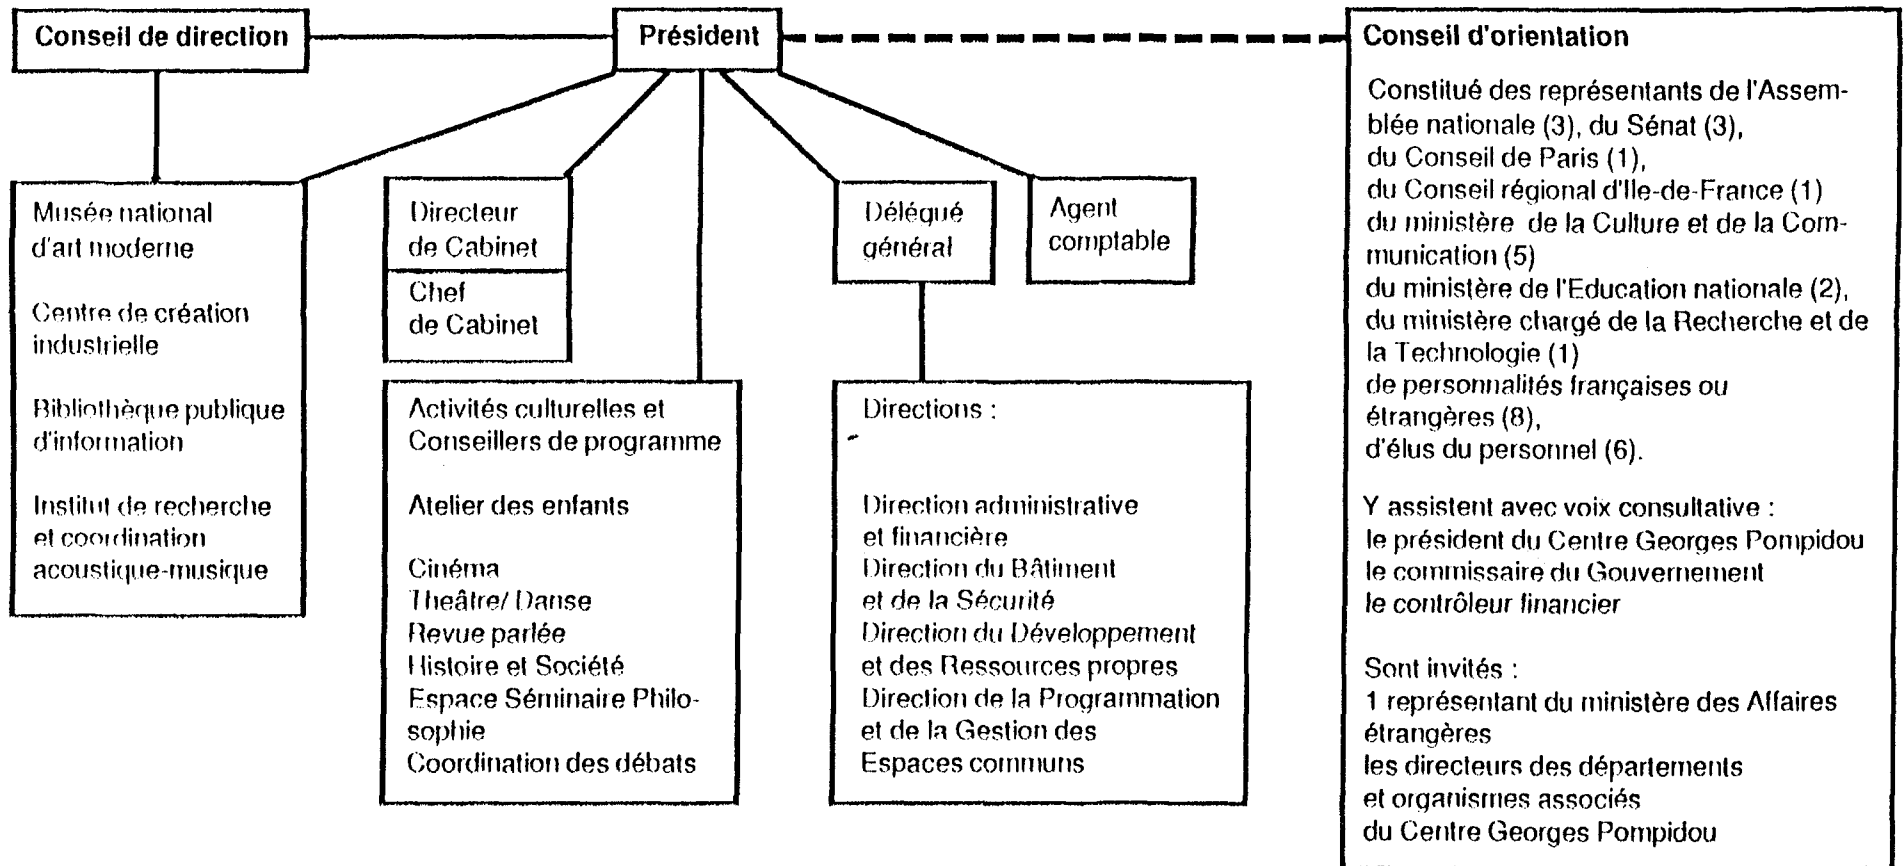 Conseil de direction
Président
Conseil d'orientation
Musée national
d'art moderne
Centre de création
industrielle
Bibliothèque publique
d'information
Institut de recherche
et coordination
acoustique-musique
Directeur
de Cabinet
Chef
de Cabinet
Délégué
général
Agent
comptable
Activités culturelles et
Conseillers de programme
Atelier des enfants
Cinéma
Theâtre/ Danse
Revue parlée
Histoire et Société
Espace Séminaire Philo-
sophie
Coordination des débats
Directions :
Direction administrative
et financière
Direction du Bâtiment
et de la Sécurité
Direction du Développement
et des Ressources propres
Direction de la Programmation
et de la Gestion des
Espaces communs
Constitué des représentants de l'Assem-
blée nationale (3), du Sénat (3),
du Conseil de Paris (1),
du Conseil régional d'Ile-de-France (1)
du ministère de la Culture et de la Com-
munication (5)
du ministère de l'Education nationale (2),
du ministère chargé de la Recherche et de
la Technologie (1)
de personnalités françaises ou
étrangères (8),
d'élus du personnel (6).
Y assistent avec voix consultative :
le président du Centre Georges Pompidou
le commissaire du Gouvernement
le contrôleur financier
Sont invités :
1 représentant du ministère des Affaires
étrangères
les directeurs des départements
et organismes associés
du Centre Georges Pompidou